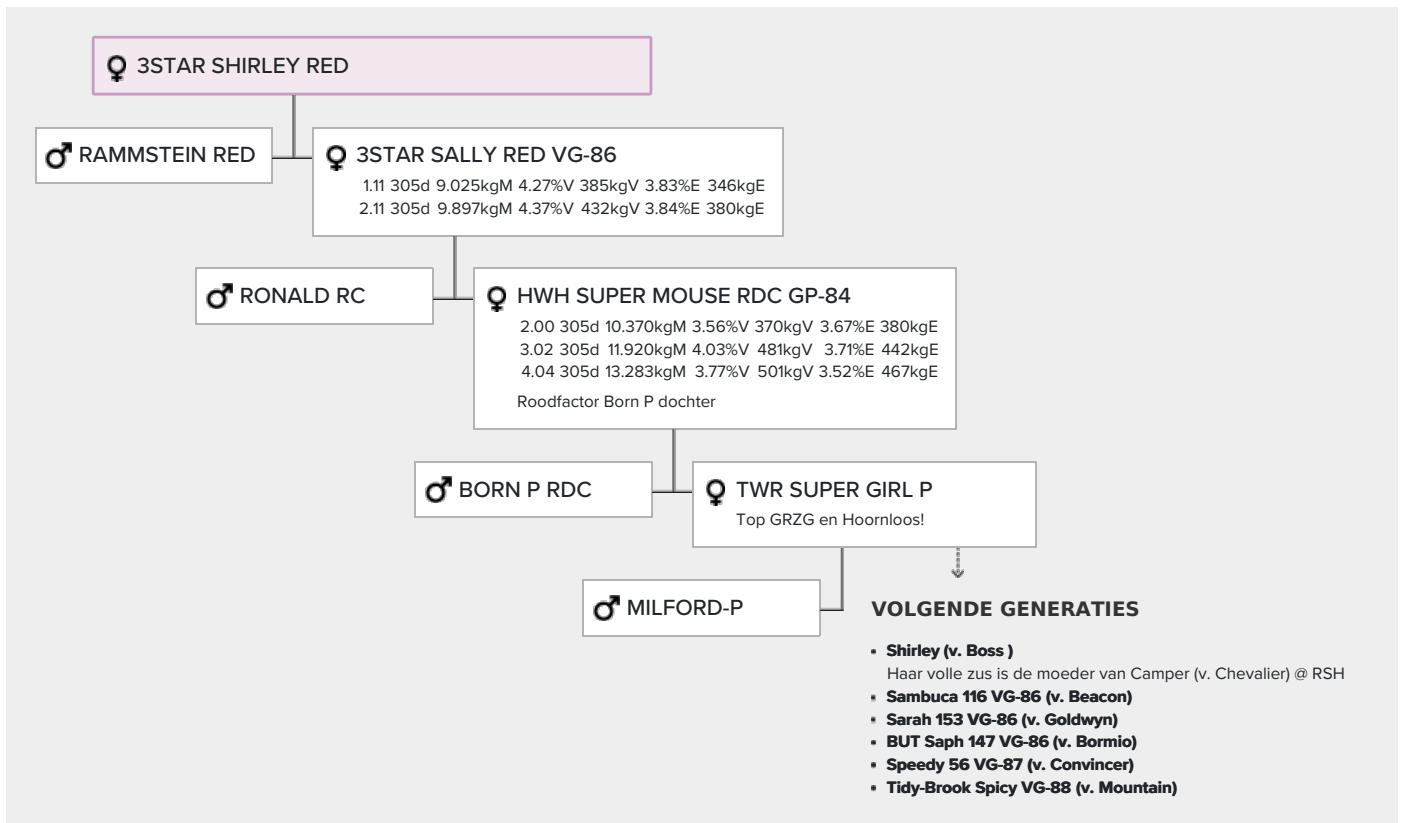 3STAR SHIRLEY RED
RAMMSTEIN RED
3STAR SALLY RED VG-86
1.11 305d 9.025kgM 4.27%V 385kgV 3.83%E 346kgE
2.11 305d 9.897kgM 4.37%V 432kgV 3.84%E 380kgE
RONALD RC
HWH SUPER MOUSE RDC GP-84
2.00 305d 10.370kgM 3.56%V 370kgV 3.67%E 380kgE
3.02 305d 11.920kgM 4.03%V 481kgV 3.71%E 442kgE
4.04 305d 13.283kgM 3.77%V 501kgV 3.52%E 467kgE
Roodfactor Born P dochter
BORN P RDC
TWR SUPER GIRL P
Top GRZG en Hoornloos!
MILFORD-P
VOLGENDE GENERATIES
Shirley (v. Boss )
Haar volle zus is de moeder van Camper (v. Chevalier) @ RSH
Sambuca 116 VG-86 (v. Beacon)
Sarah 153 VG-86 (v. Goldwyn)
BUT Saph 147 VG-86 (v. Bormio)
Speedy 56 VG-87 (v. Convincer)
Tidy-Brook Spicy VG-88 (v. Mountain)